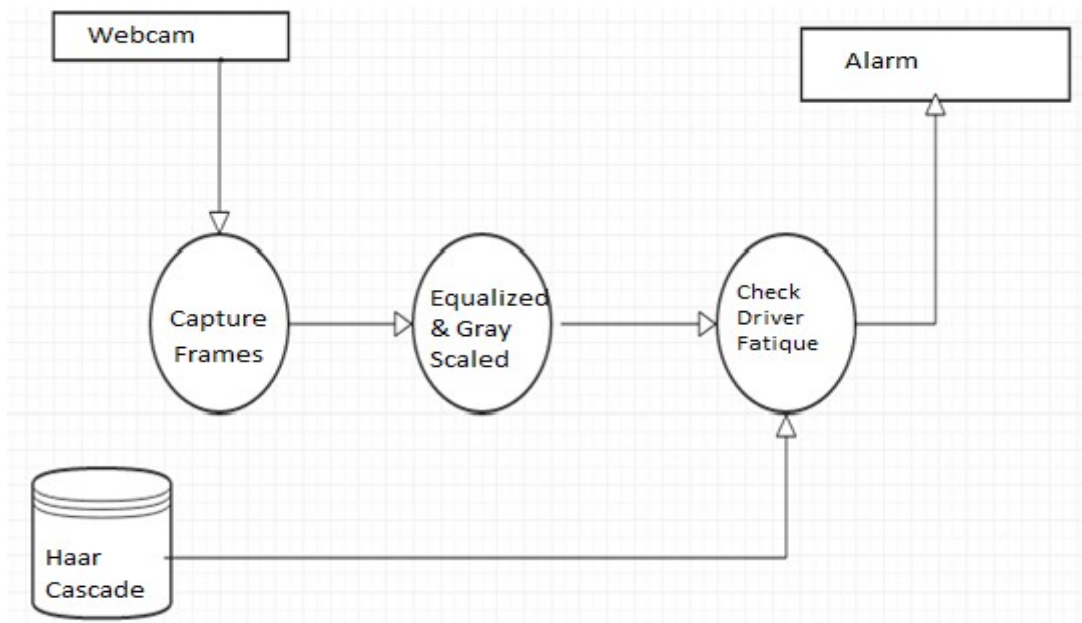 Webcam
Alarm
Capture
Frames
Equalized
& Gray
Scaled
Check
Driver
Fatique
Haar
Cascade